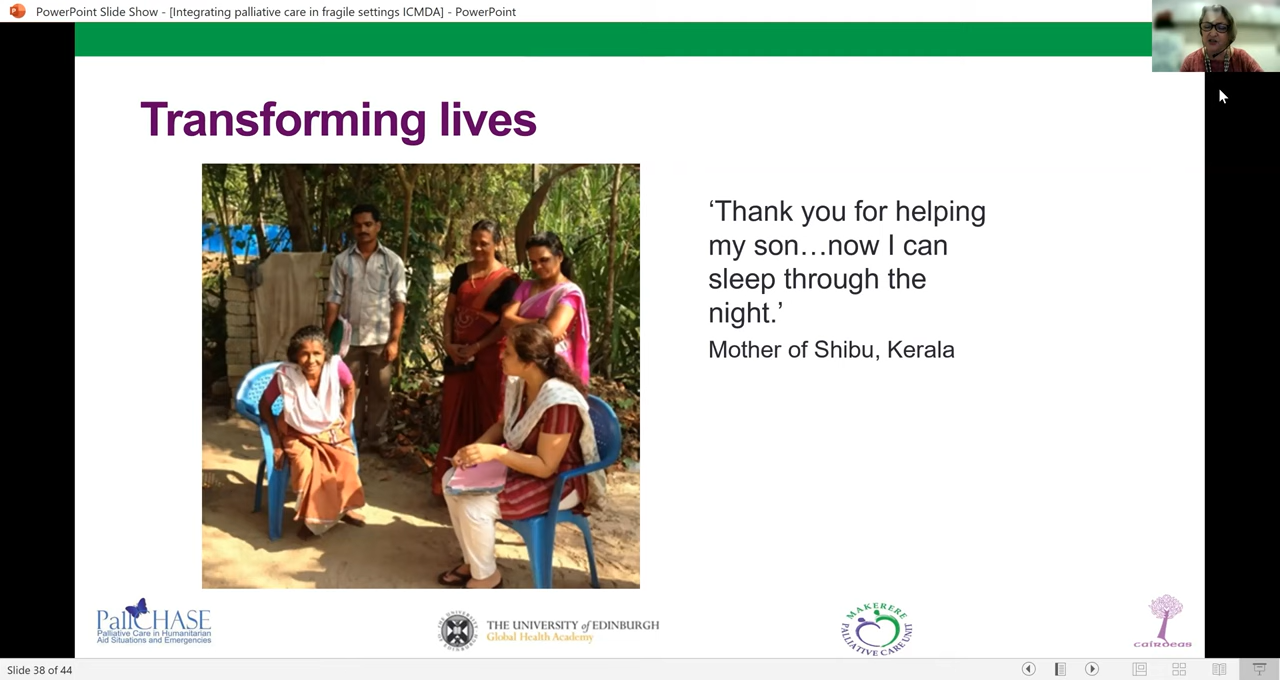 PowerPoint Slide Show - [Integrating palliative care in fragile settings ICMDA] - PowerPoint
Transforming lives
‘Thank you for helping
my son…now I can
sleep through the
night.’
Mother of Shibu, Kerala
PallCHASE
Palliative Care in Humanitarian
Aid Situations and Emergencies
THE UNIVERSITY of EDINBURGH
Global Health Academy
MAKERERE
PALLIATIVE CARE UNIT
cairdeas
Slide 38 of 44